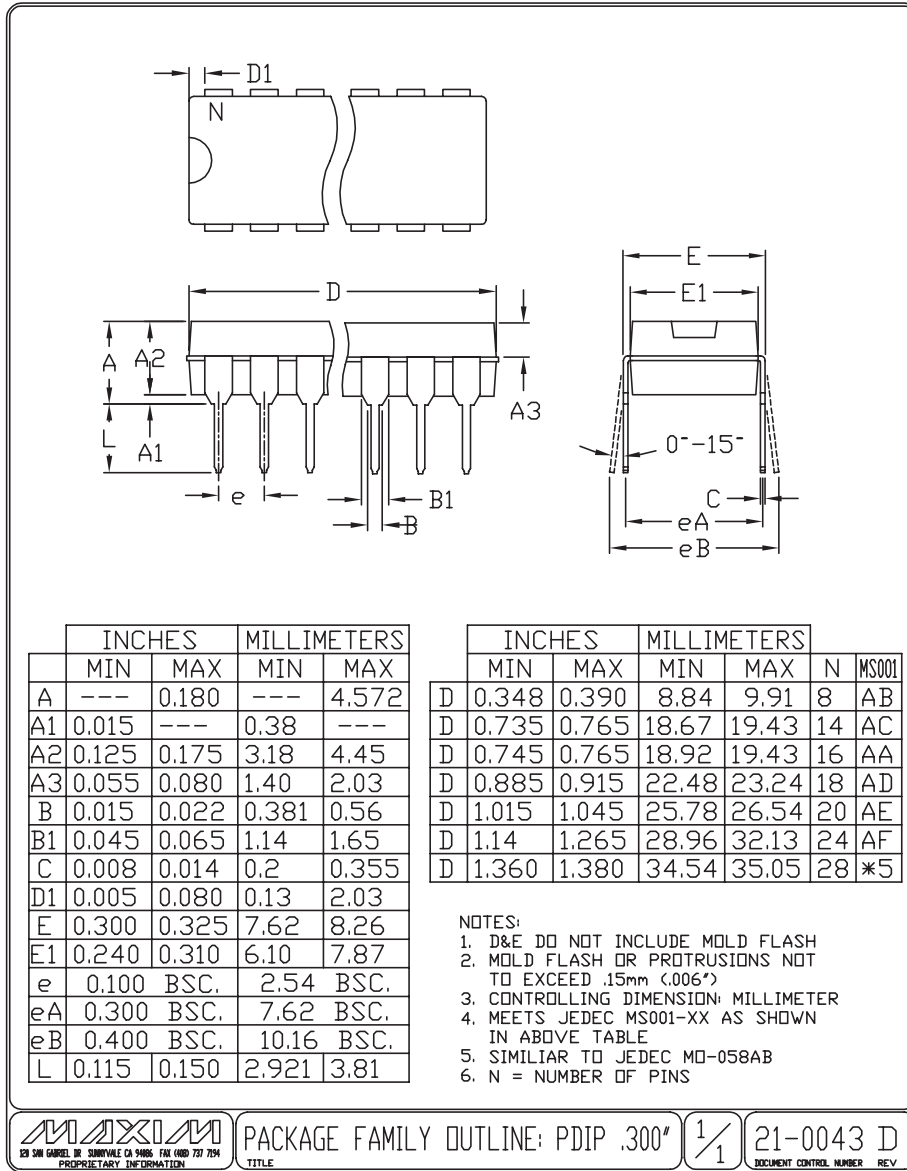 D1
N
E
E1
D
A
A2
A3
L
A1
0°-15°
e
B1
B
C
eA
eB
INCHES MILLIMETERS
MIN MAX MIN MAX
A --- 0.180 --- 4.572
A1 0.015 --- 0.38 ---
A2 0.125 0.175 3.18 4.45
A3 0.055 0.080 1.40 2.03
B 0.015 0.022 0.381 0.56
B1 0.045 0.065 1.14 1.65
C 0.008 0.014 0.2 0.355
D1 0.005 0.080 0.13 2.03
E 0.300 0.325 7.62 8.26
E1 0.240 0.310 6.10 7.87
e 0.100 BSC. 2.54 BSC.
eA 0.300 BSC. 7.62 BSC.
eB 0.400 BSC. 10.16 BSC.
L 0.115 0.150 2.921 3.81
INCHES MILLIMETERS
MIN MAX MIN MAX N MS001
D 0.348 0.390 8.84 9.91 8 AB
D 0.735 0.765 18.67 19.43 14 AC
D 0.745 0.765 18.92 19.43 16 AA
D 0.885 0.915 22.48 23.24 18 AD
D 1.015 1.045 25.78 26.54 20 AE
D 1.14 1.265 28.96 32.13 24 AF
D 1.360 1.380 34.54 35.05 28 *5
NOTES:
1. D&E DO NOT INCLUDE MOLD FLASH
2. MOLD FLASH OR PROTRUSIONS NOT
TO EXCEED .15mm (.006")
3. CONTROLLING DIMENSION: MILLIMETER
4. MEETS JEDEC MS001-XX AS SHOWN
IN ABOVE TABLE
5. SIMILIAR TO JEDEC MO-058AB
6. N = NUMBER OF PINS
MAXIM
120 SAN GABRIEL DR SUNNYVALE CA 94086 FAX (408) 737 7194
PROPRIETARY INFORMATION
PACKAGE FAMILY OUTLINE: PDIP .300"
TITLE
1/1
21-0043 D
DOCUMENT CONTROL NUMBER REV